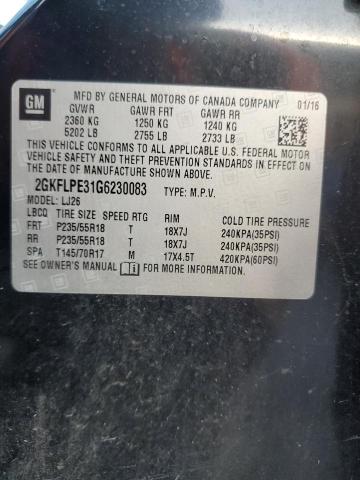 GM
MFD BY GENERAL MOTORS OF CANADA COMPANY 01/16
GVWR GAWR FRT GAWR RR
2360 KG 1250 KG 1240 KG
5202 LB 2755 LB 2733 LB
THIS VEHICLE CONFORMS TO ALL APPLICABLE U.S. FEDERAL MOTOR
VEHICLE SAFETY STANDARDS IN EFFECT ON
THE DATE OF MANUFACTURE SHOWN ABOVE.
2GKFLPE31G6230083 TYPE: M.P.V.
MODEL: LJ26
LBCQ TIRE SIZE SPEED RTG RIM COLD TIRE PRESSURE
FRT P235/55R18 T 18X7J 240KPA(35PSI)
RR P235/55R18 T 18X7J 240KPA(35PSI)
SPA T145/70R17 M 17X4.5T 420KPA(60PSI)
SEE OWNER'S MANUAL FOR ADDITIONAL INFORMATION.